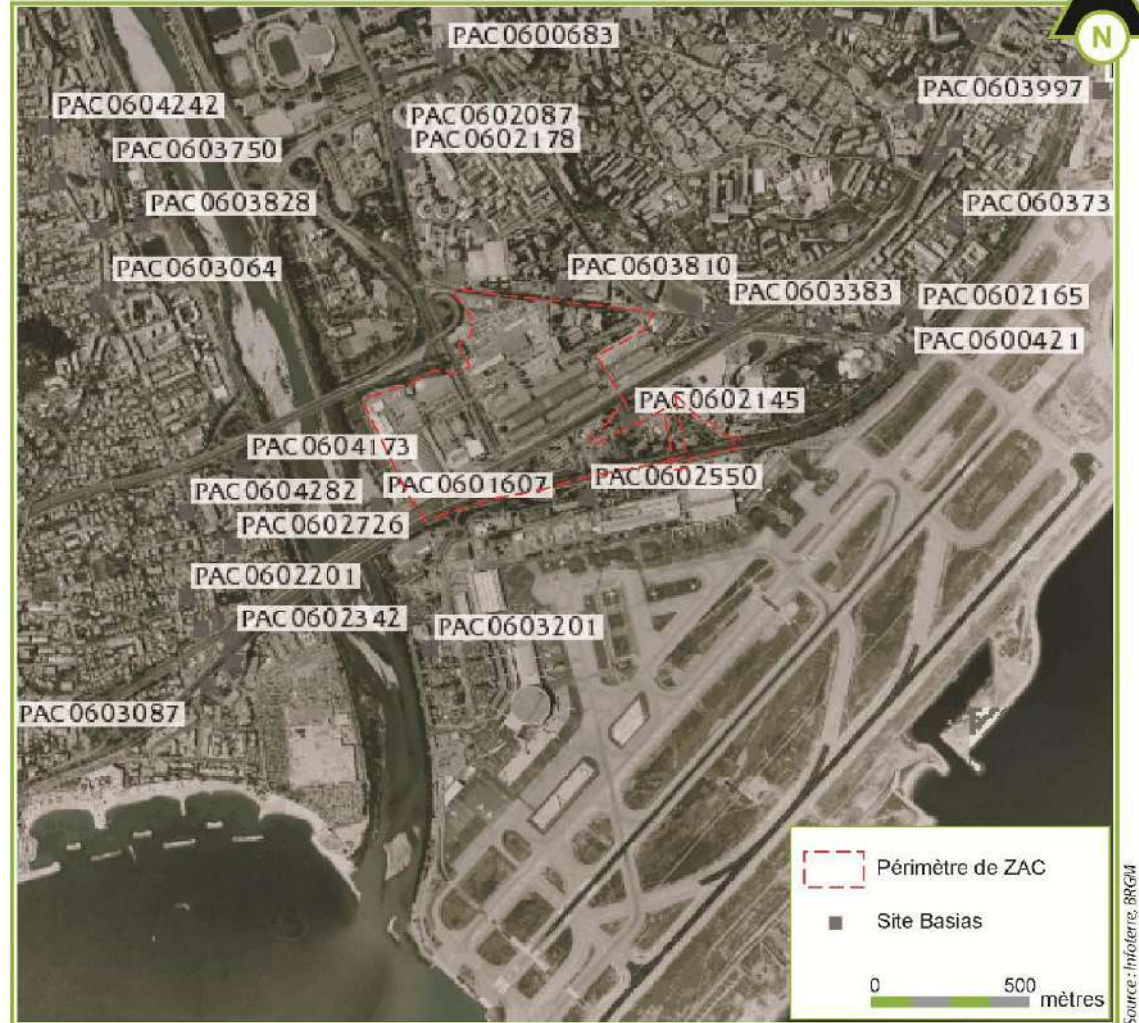 N
PAC0600683
PAC0604242
PAC0602087
PAC0603997
PAC0602178
PAC0603750
PAC0603828
PAC060373
PAC0603064
PAC0603810
PAC0603383
PAC0602165
PAC0600421
PAC0602145
PAC0604173
PAC0601607
PAC0602550
PAC0604282
PAC0602726
PAC0602201
PAC0602342
PAC0603201
PAC0603087
Périmètre de ZAC
Site Basias
0 500 mètres
Source : Infoterre, BRGM